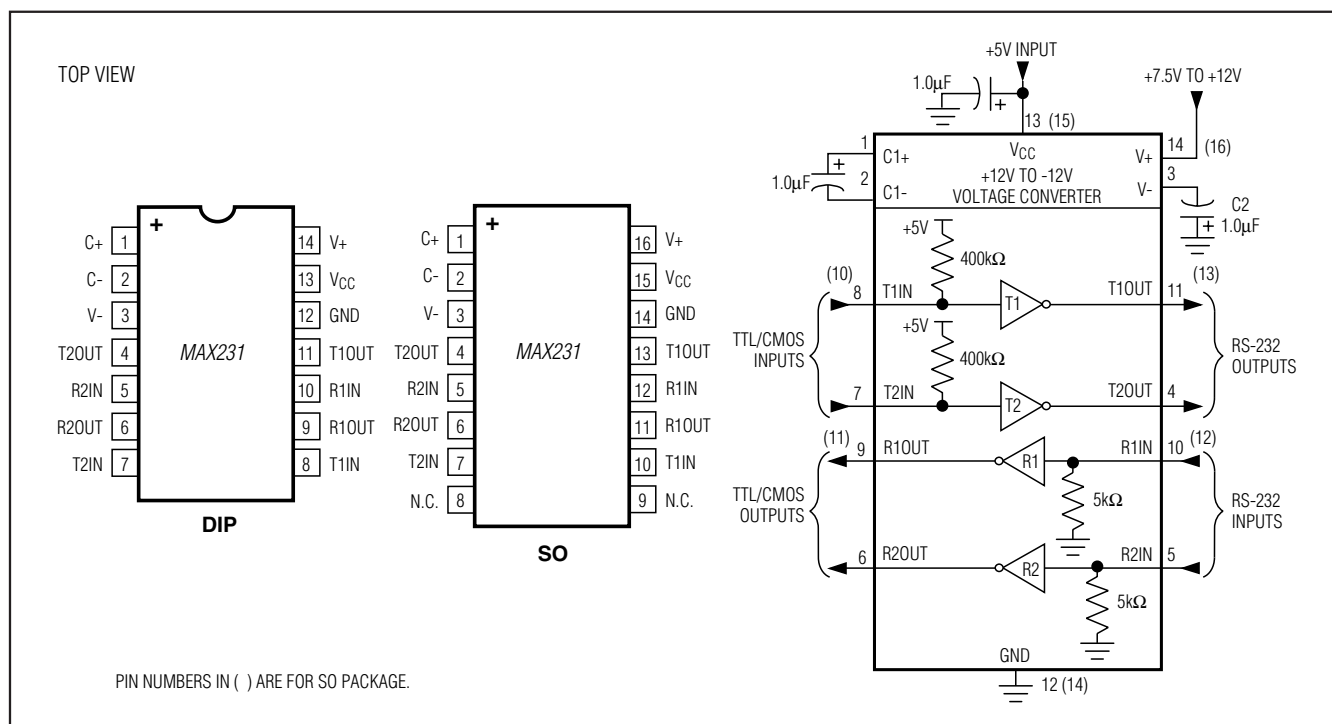 TOP VIEW
C+ 1
C- 2
V- 3
T2OUT 4
R2IN 5
R2OUT 6
T2IN 7
+
MAX231
14 V+
13 VCC
12 GND
11 T1OUT
10 R1IN
9 R1OUT
8 T1IN
DIP
C+ 1
C- 2
V- 3
T2OUT 4
R2IN 5
R2OUT 6
T2IN 7
N.C. 8
+
MAX231
16 V+
15 VCC
14 GND
13 T1OUT
12 R1IN
11 R1OUT
10 T1IN
9 N.C.
SO
PIN NUMBERS IN ( ) ARE FOR SO PACKAGE.
+5V INPUT
1.0μF
+
+7.5V TO +12V
13 (15)
VCC
1
C1+
+
1.0μF
2
C1-
+12V TO -12V
VOLTAGE CONVERTER
V+
14 (16)
V-
3
C2
+ 1.0μF
+5V
400kΩ
(10)
8
T1IN
T1
T1OUT
11
(13)
TTL/CMOS
INPUTS
+5V
400kΩ
RS-232
OUTPUTS
7
T2IN
T2
T2OUT
4
(11)
9
R1OUT
R1
R1IN
10
(12)
5kΩ
TTL/CMOS
OUTPUTS
RS-232
INPUTS
6
R2OUT
R2
R2IN
5
5kΩ
GND
12 (14)